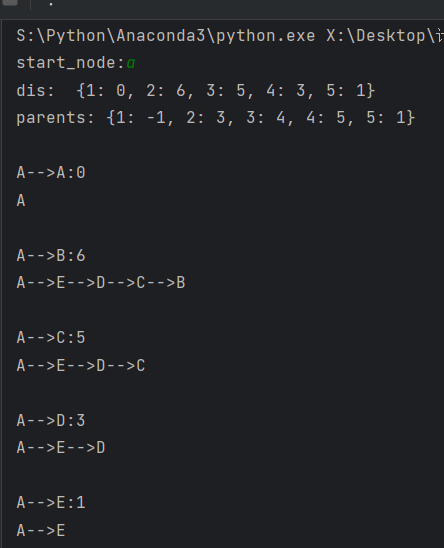 S:\Python\Anaconda3\python.exe X:\Desktop\
start_node:a
dis:  {1: 0, 2: 6, 3: 5, 4: 3, 5: 1}
parents: {1: -1, 2: 3, 3: 4, 4: 5, 5: 1}
A-->A:0
A
A-->B:6
A-->E-->D-->C-->B
A-->C:5
A-->E-->D-->C
A-->D:3
A-->E-->D
A-->E:1
A-->E